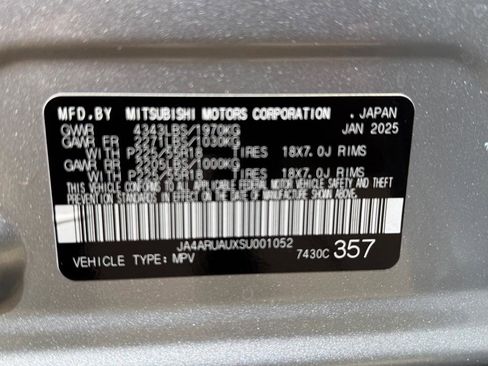 MFD.BY MITSUBISHI MOTORS CORPORATION . JAPAN
GVWR 4343LBS/1970KG JAN 2025
GAWR FR 2271LBS/1030KG
WITH P225/55R18 TIRES 18X7.0J RIMS
GAWR RR 2205LBS/1000KG
WITH P225/55R18 TIRES 18X7.0J RIMS
THIS VEHICLE CONFORMS TO ALL APPLICABLE FEDERAL MOTOR VEHICLE SAFETY AND THEFT
PREVENTION STANDARDS IN EFFECT ON THE DATE OF MANUFACTURE SHOWN ABOVE.
JA4ARUAUXSU001052
VEHICLE TYPE: MPV 7430C 357